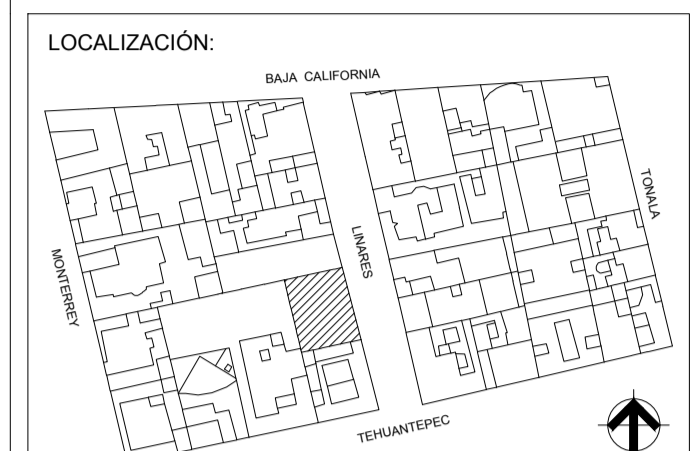 LOCALIZACIÓN:
BAJA CALIFORNIA
MONTERREY
LINARES
TONALA
TEHUANTEPEC